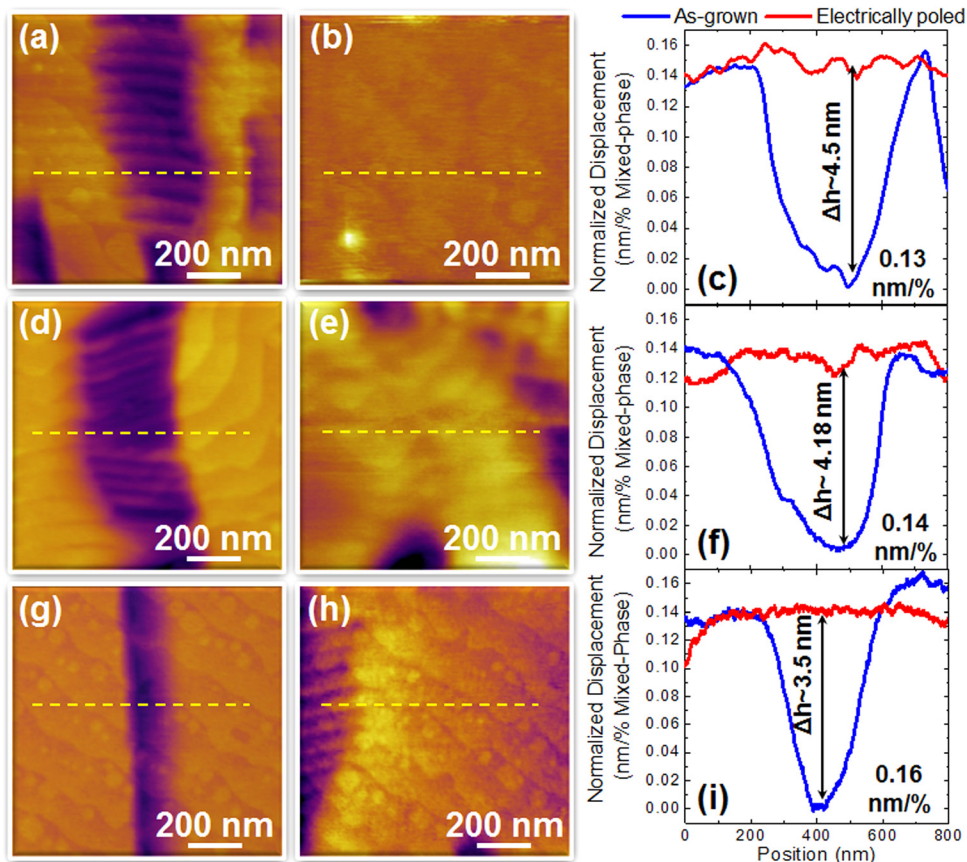 As-grown Electrically poled
(a)
200 nm
(b)
200 nm
Normalized Displacement
(nm/% Mixed-phase)
0.16
0.14
0.12
0.10
0.08
0.06
0.04
0.02
0.00
Δh~4.5 nm
0.13
nm/%
(c)
(d)
200 nm
(e)
200 nm
Normalized Displacement
(nm/% Mixed-phase)
0.16
0.14
0.12
0.10
0.08
0.06
0.04
0.02
0.00
Δh~ 4.18 nm
0.14
nm/%
(f)
(g)
200 nm
(h)
200 nm
Normalized Displacement
(nm/% Mixed-Phase)
0.16
0.14
0.12
0.10
0.08
0.06
0.04
0.02
0.00
Δh~3.5 nm
0.16
nm/%
(i)
0 200 400 600 800
Position (nm)